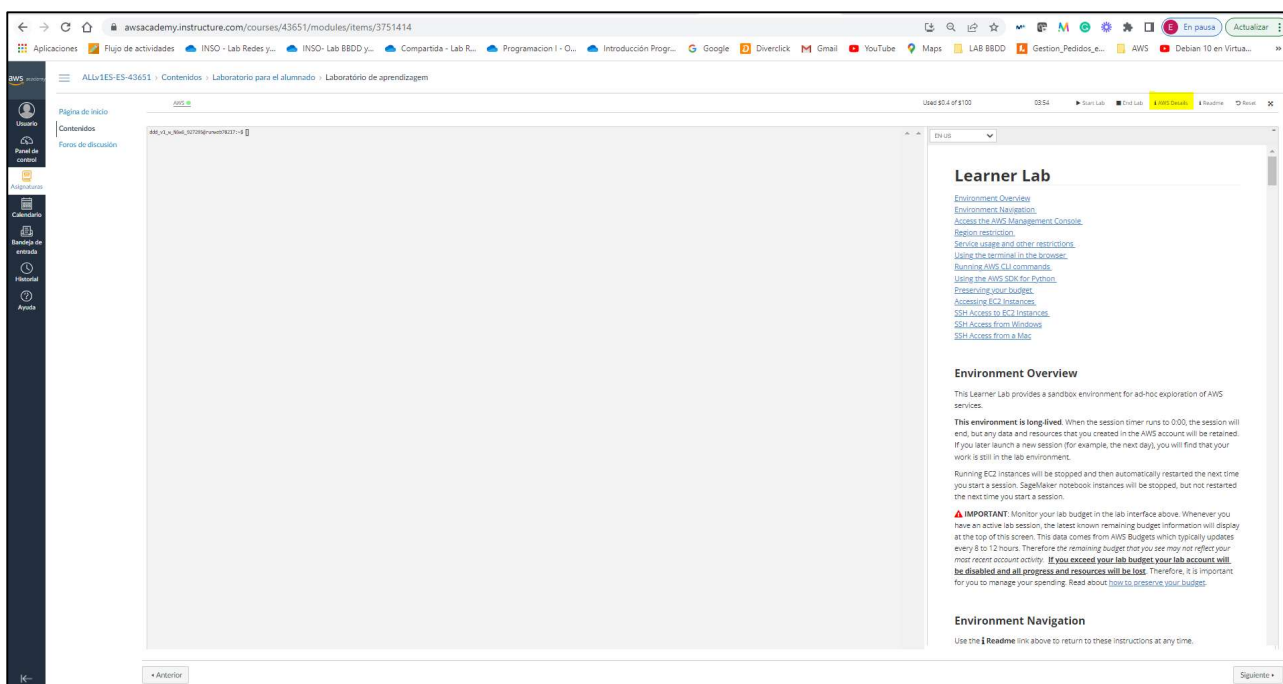 awsacademy.instructure.com/courses/43651/modules/items/3751414
En pausa
Actualizar
Aplicaciones
Flujo de actividades
INSO - Lab Redes y...
INSO- Lab BBDD y...
Compartida - Lab R...
Programacion I - O...
Introducción Progr...
Google
Diverclick
Gmail
YouTube
Maps
LAB BBDD
Gestion_Pedidos_e...
AWS
Debian 10 en Virtua...
aws
ALLv1ES-ES-43651 > Contenidos > Laboratorio para el alumnado > Laboratório de aprendizagem
Usuario
Panel de control
Asignaturas
Calendario
Bandeja de entrada
Historial
Ayuda
Página de inicio
Contenidos
Foros de discusión
AWS
Used $0.4 of $100
03:54
Start Lab
End Lab
AWS Details
Readme
Reset
EN US
Learner Lab
Environment Overview
Environment Navigation
Access the AWS Management Console
Region restriction
Service usage and other restrictions
Using the terminal in the browser
Running AWS CLI commands
Using the AWS SDK for Python
Preserving your budget
Accessing EC2 Instances
SSH Access to EC2 Instances
SSH Access from Windows
SSH Access from a Mac
Environment Overview
This Learner Lab provides a sandbox environment for ad-hoc exploration of AWS
services.
This environment is long-lived. When the session timer runs to 0:00, the session will
end, but any data and resources that you created in the AWS account will be retained.
If you later launch a new session (for example, the next day), you will find that your
work is still in the lab environment.
Running EC2 instances will be stopped and then automatically restarted the next time
you start a session. SageMaker notebook instances will be stopped, but not restarted
the next time you start a session.
IMPORTANT: Monitor your lab budget in the lab interface above. Whenever you
have an active lab session, the latest known remaining budget information will display
at the top of this screen. This data comes from AWS Budgets which typically updates
every 8 to 12 hours. Therefore the remaining budget that you see may not reflect your
most recent account activity. If you exceed your lab budget your lab account will
be disabled and all progress and resources will be lost. Therefore, it is important
for you to manage your spending. Read about how to preserve your budget.
Environment Navigation
Use the i Readme link above to return to these instructions at any time.
Anterior
Siguiente